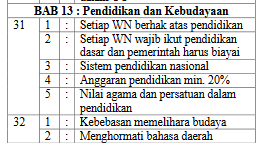 BAB 13 : Pendidikan dan Kebudayaan
31 1 : Setiap WN berhak atas pendidikan
2 : Setiap WN wajib ikut pendidikan
dasar dan pemerintah harus biayai
3 : Sistem pendidikan nasional
4 : Anggaran pendidikan min. 20%
5 : Nilai agama dan persatuan dalam
pendidikan
32 1 : Kebebasan memelihara budaya
2 : Menghormati bahasa daerah